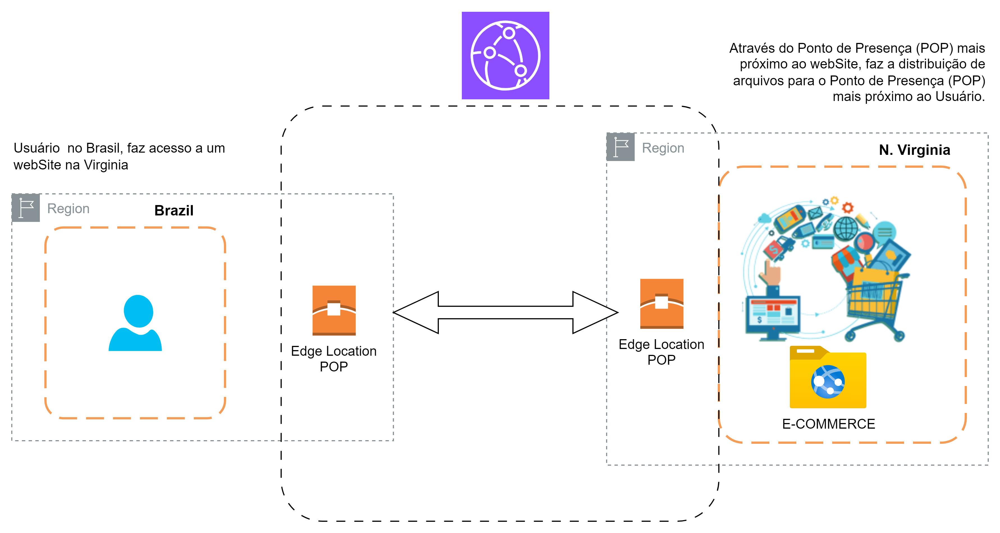 Através do Ponto de Presença (POP) mais
próximo ao webSite, faz a distribuição de
arquivos para o Ponto de Presença (POP)
mais próximo ao Usuário.
Usuário  no Brasil, faz acesso a um
webSite na Virginia
Region
N. Virginia
Region
Brazil
$
$
Edge Location
POP
Edge Location
POP
E-COMMERCE